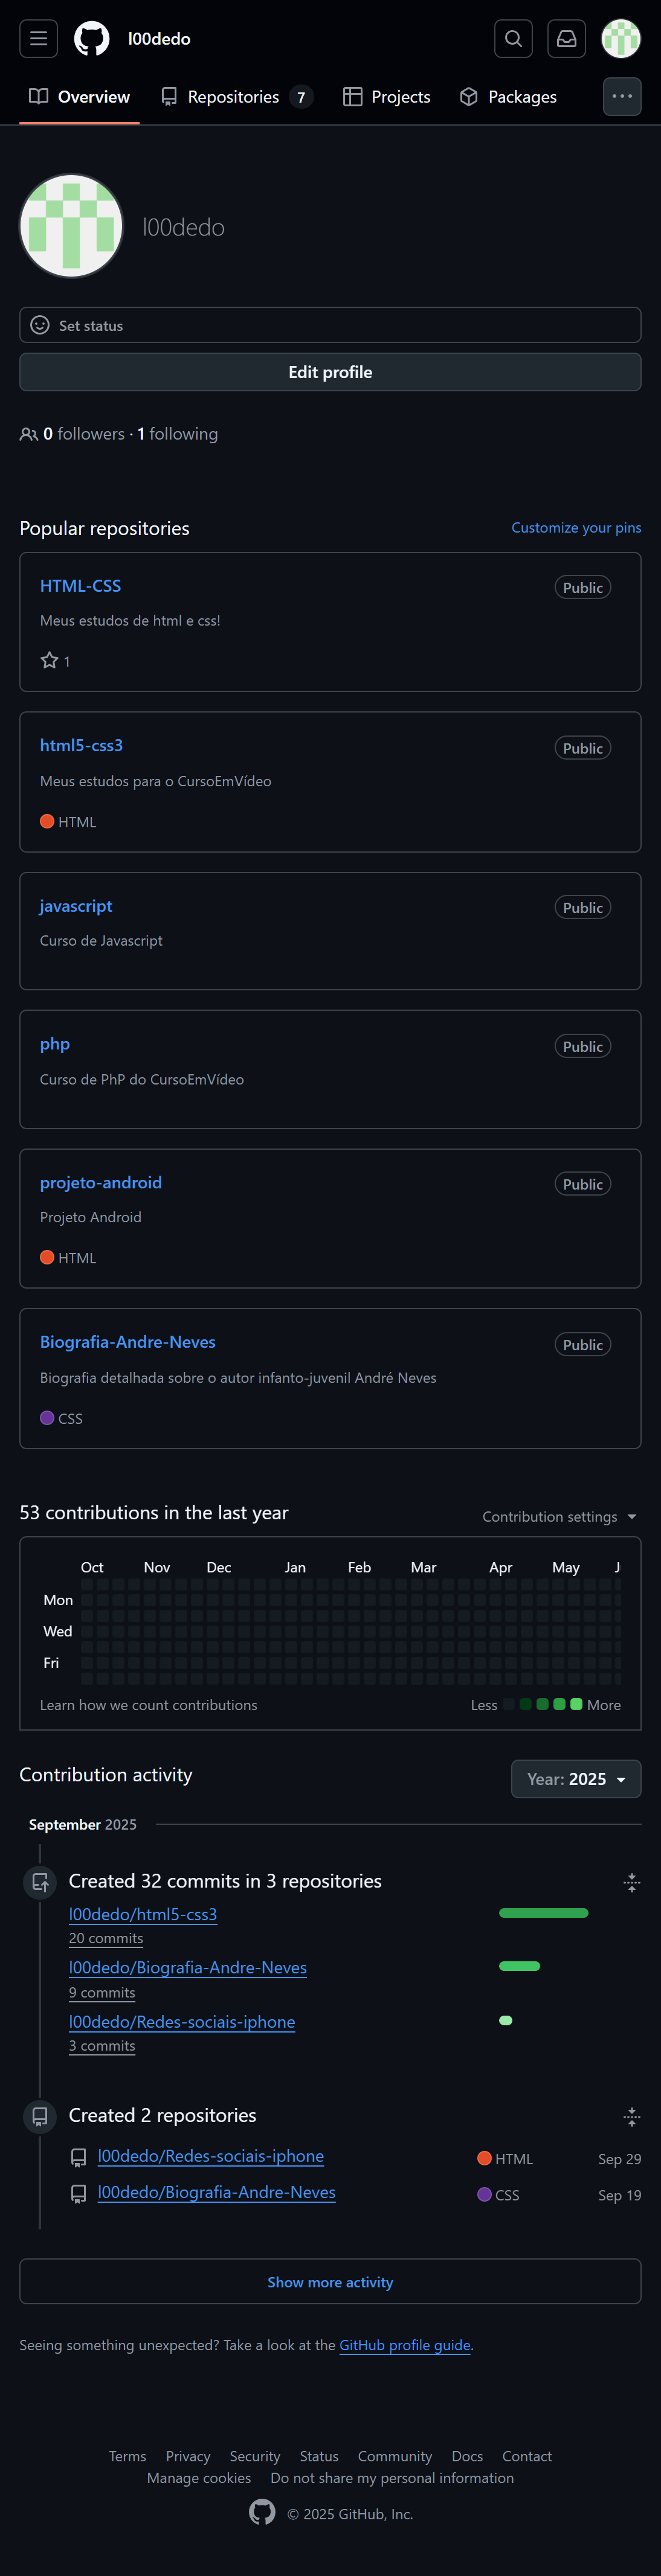 l00dedo
Overview Repositories 7 Projects Packages
l00dedo
Set status
Edit profile
0 followers · 1 following
Popular repositories Customize your pins
HTML-CSS Public
Meus estudos de html e css!
1
html5-css3 Public
Meus estudos para o CursoEmVídeo
HTML
javascript Public
Curso de Javascript
php Public
Curso de PhP do CursoEmVídeo
projeto-android Public
Projeto Android
HTML
Biografia-Andre-Neves Public
Biografia detalhada sobre o autor infanto-juvenil André Neves
CSS
53 contributions in the last year Contribution settings
Oct Nov Dec Jan Feb Mar Apr May
Mon
Wed
Fri
Learn how we count contributions Less More
Contribution activity Year: 2025
September 2025
Created 32 commits in 3 repositories
l00dedo/html5-css3
20 commits
l00dedo/Biografia-Andre-Neves
9 commits
l00dedo/Redes-sociais-iphone
3 commits
Created 2 repositories
l00dedo/Redes-sociais-iphone HTML Sep 29
l00dedo/Biografia-Andre-Neves CSS Sep 19
Show more activity
Seeing something unexpected? Take a look at the GitHub profile guide.
Terms Privacy Security Status Community Docs Contact
Manage cookies Do not share my personal information
© 2025 GitHub, Inc.